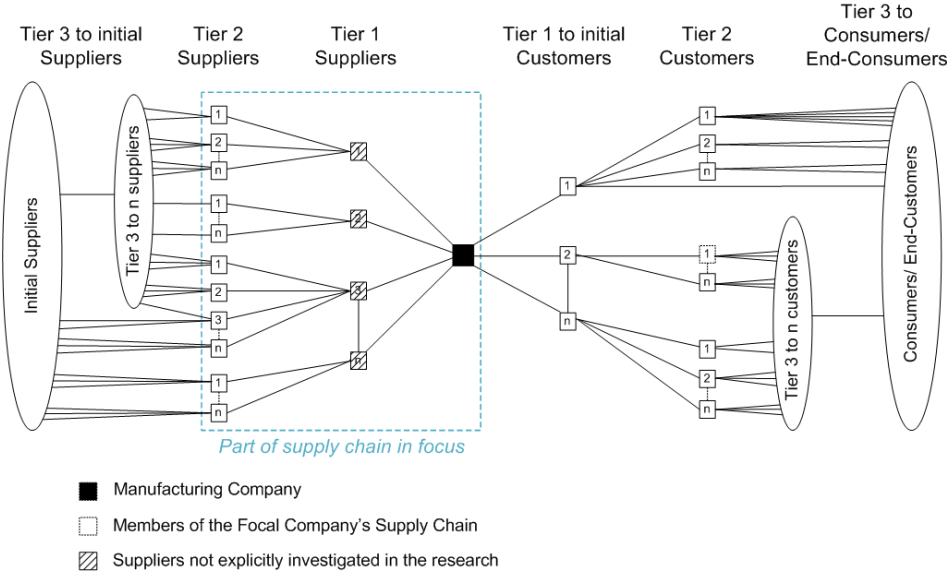 Tier 3 to initial
Suppliers
Tier 2
Suppliers
Tier 1
Suppliers
Tier 1 to initial
Customers
Tier 2
Customers
Tier 3 to
Consumers/
End-Consumers
Initial Suppliers
Tier 3 to n suppliers
1
2
n
1
n
1
2
3
n
1
n
1
2
3
n
1
2
n
1
2
n
1
n
1
2
n
Tier 3 to n customers
Consumers/ End-Customers
Part of supply chain in focus
Manufacturing Company
Members of the Focal Company's Supply Chain
Suppliers not explicitly investigated in the research